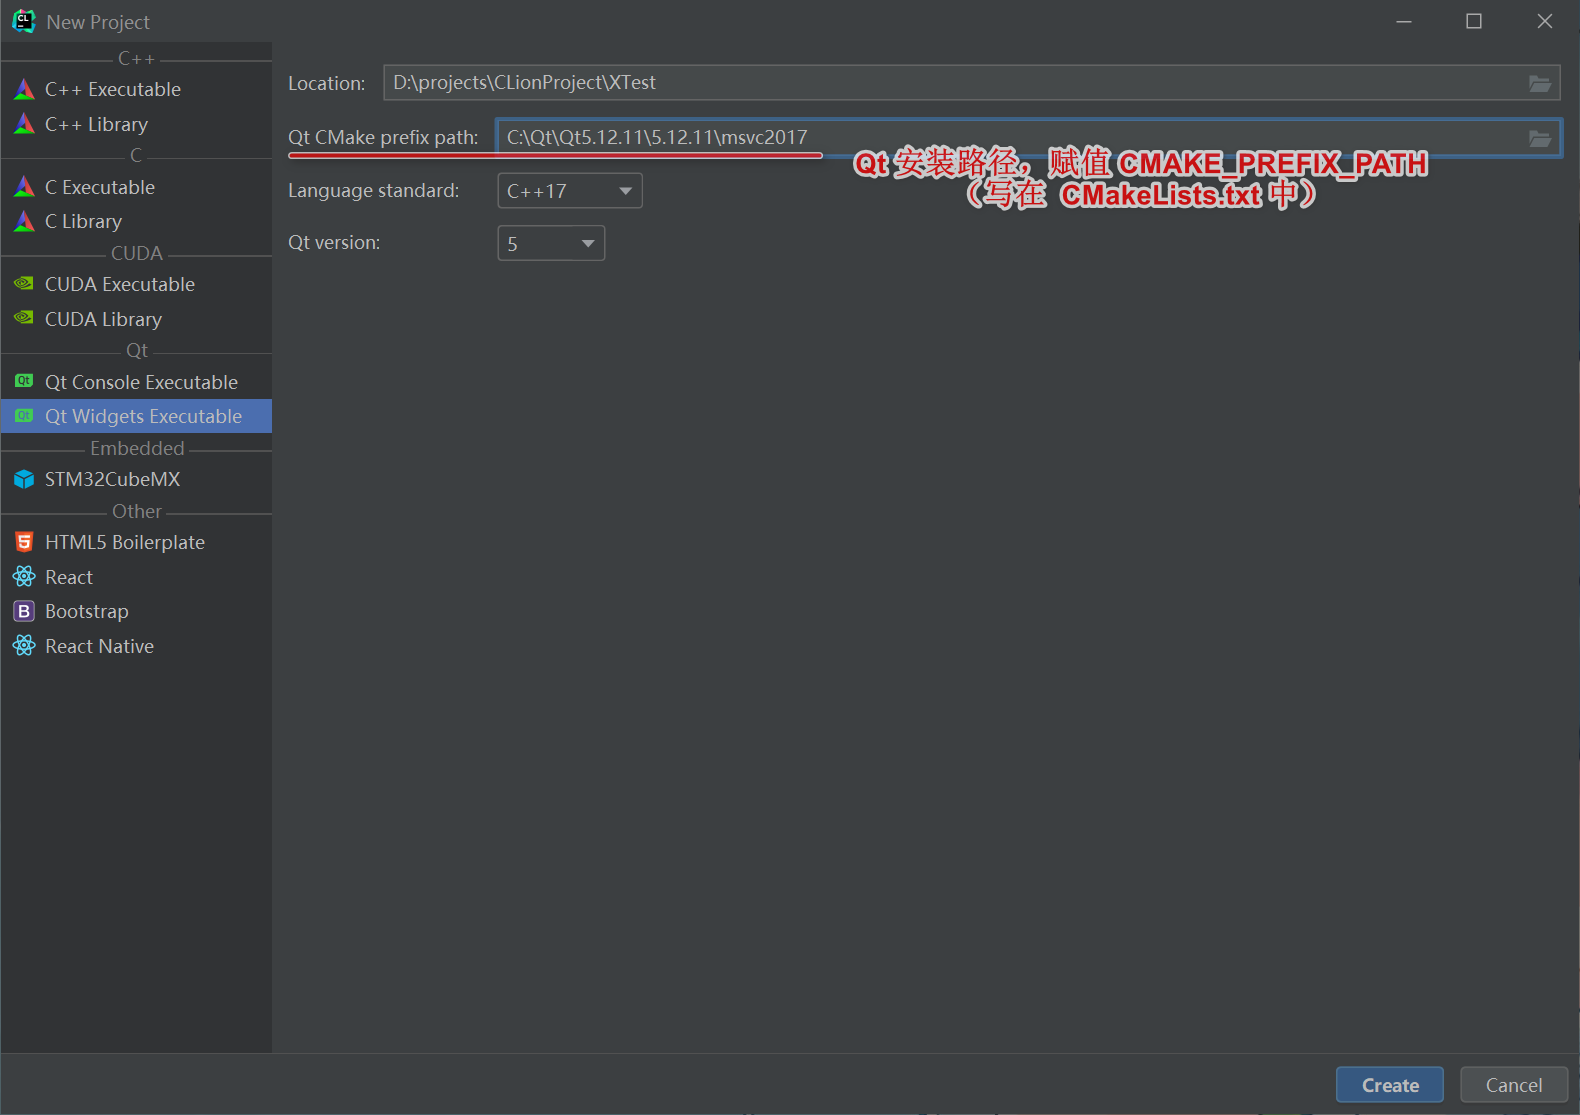 New Project
C++
C++ Executable
C++ Library
C
C Executable
C Library
CUDA
CUDA Executable
CUDA Library
Qt
Qt Console Executable
Qt Widgets Executable
Embedded
STM32CubeMX
Other
HTML5 Boilerplate
React
Bootstrap
React Native
Location: D:\projects\CLionProject\XTest
Qt CMake prefix path: C:\Qt\Qt5.12.11\5.12.11\msvc2017
Qt 安装路径，赋值 CMAKE_PREFIX_PATH
（写在 CMakeLists.txt 中）
Language standard: C++17
Qt version: 5
Create Cancel